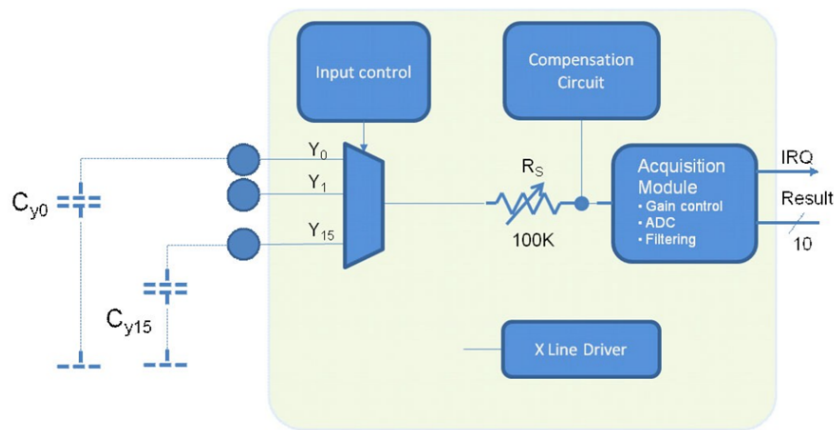 Input control
Compensation
Circuit
Y0
Y1
Y15
Cy0
Cy15
RS
100K
Acquisition
Module
• Gain control
• ADC
• Filtering
IRQ
Result
10
X Line Driver